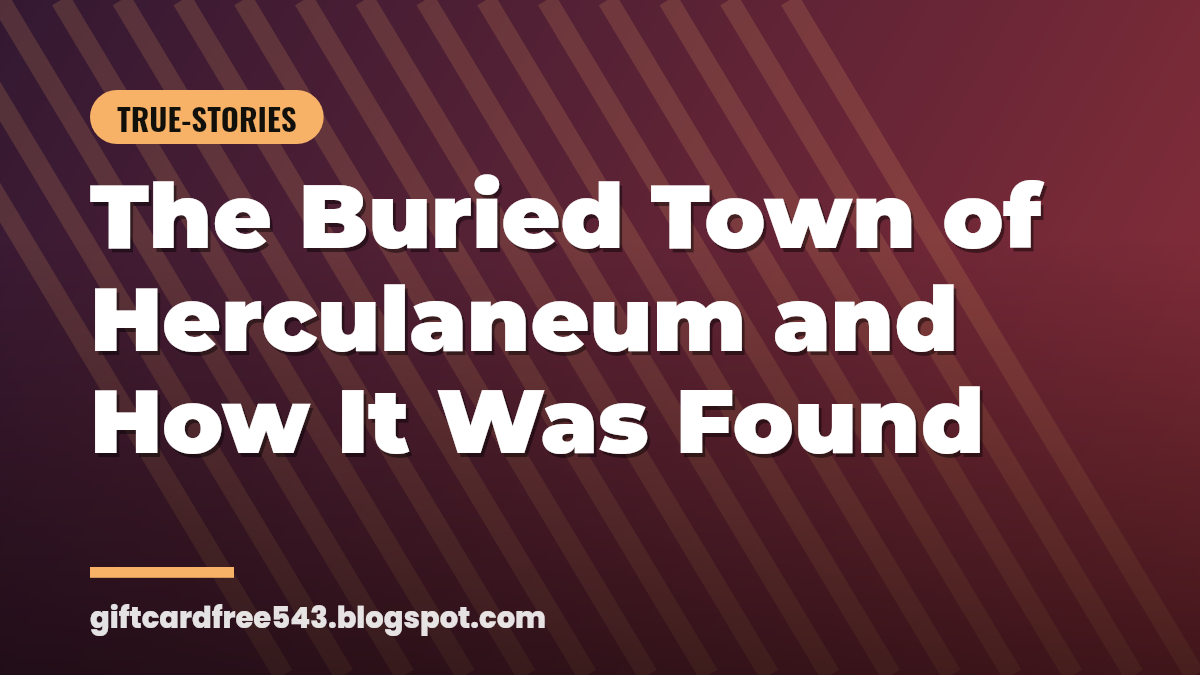 TRUE-STORIES
The Buried Town of
Herculaneum and
How It Was Found
giftcardfree543.blogspot.com